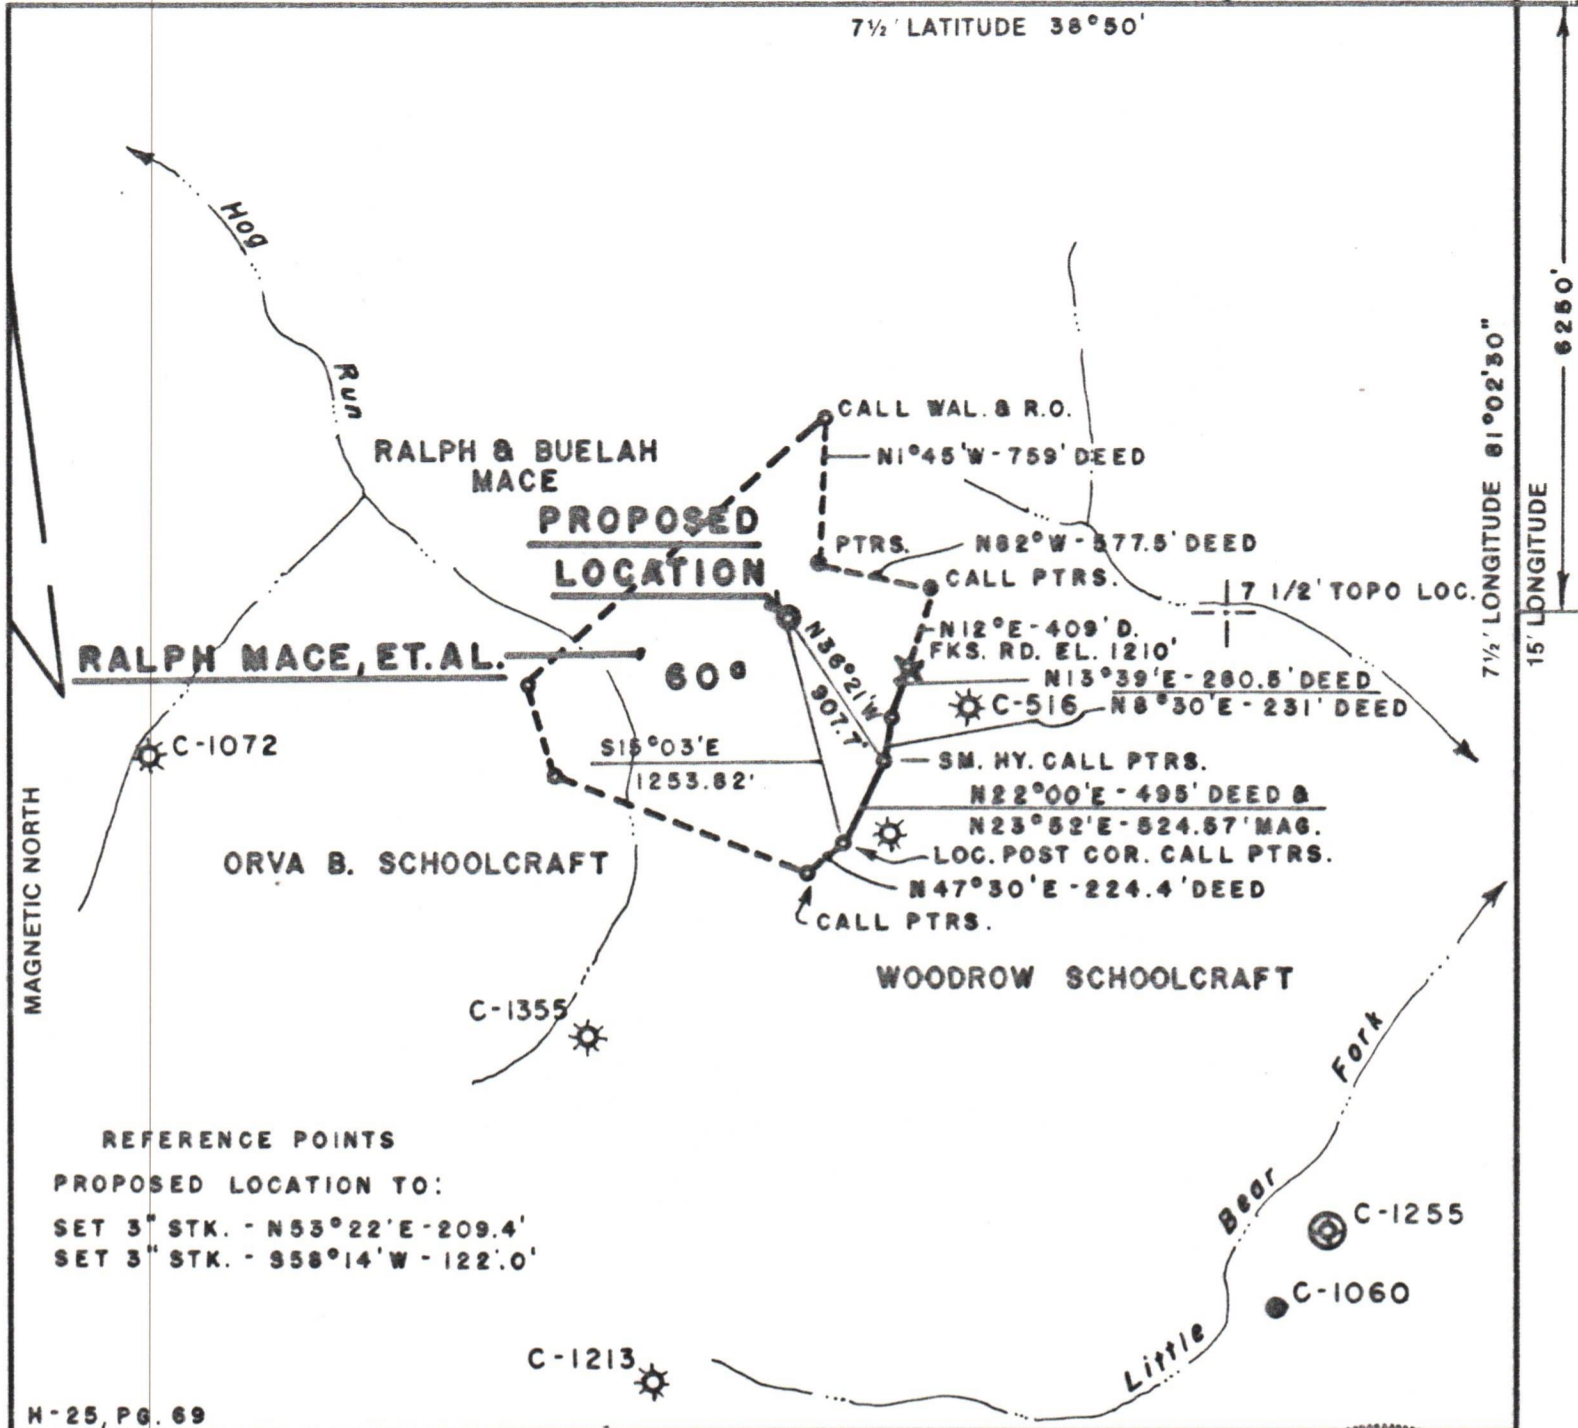 7½' LATITUDE 38°50'
6250'
7½' LONGITUDE 81°02'30"
15' LONGITUDE
Hog
Run
CALL WAL. & R.O.
N1°45'W-759' DEED
RALPH & BUELAH
MACE
PROPOSED
LOCATION
PTRS.
N82°W-577.5' DEED
CALL PTRS.
7 1/2' TOPO LOC.
N12°E-409' D.
FKS. RD. EL. 1210'
RALPH MACE, ET. AL.
60°
N36°21'W
907.7'
N13°39'E-280.5' DEED
C-516
N8°30'E-231' DEED
C-1072
S15°03'E
1253.82'
SM. HY. CALL PTRS.
N22°00'E-495' DEED &
N23°52'E-524.57' MAG.
LOC. POST COR. CALL PTRS.
N47°30'E-224.4' DEED
CALL PTRS.
ORVA B. SCHOOLCRAFT
MAGNETIC NORTH
WOODROW SCHOOLCRAFT
C-1355
REFERENCE POINTS
PROPOSED LOCATION TO:
SET 3" STK. - N53°22'E-209.4'
SET 3" STK. - S58°14'W-122'.0'
Little Bear Fork
C-1255
C-1060
C-1213
H-25, PG. 69